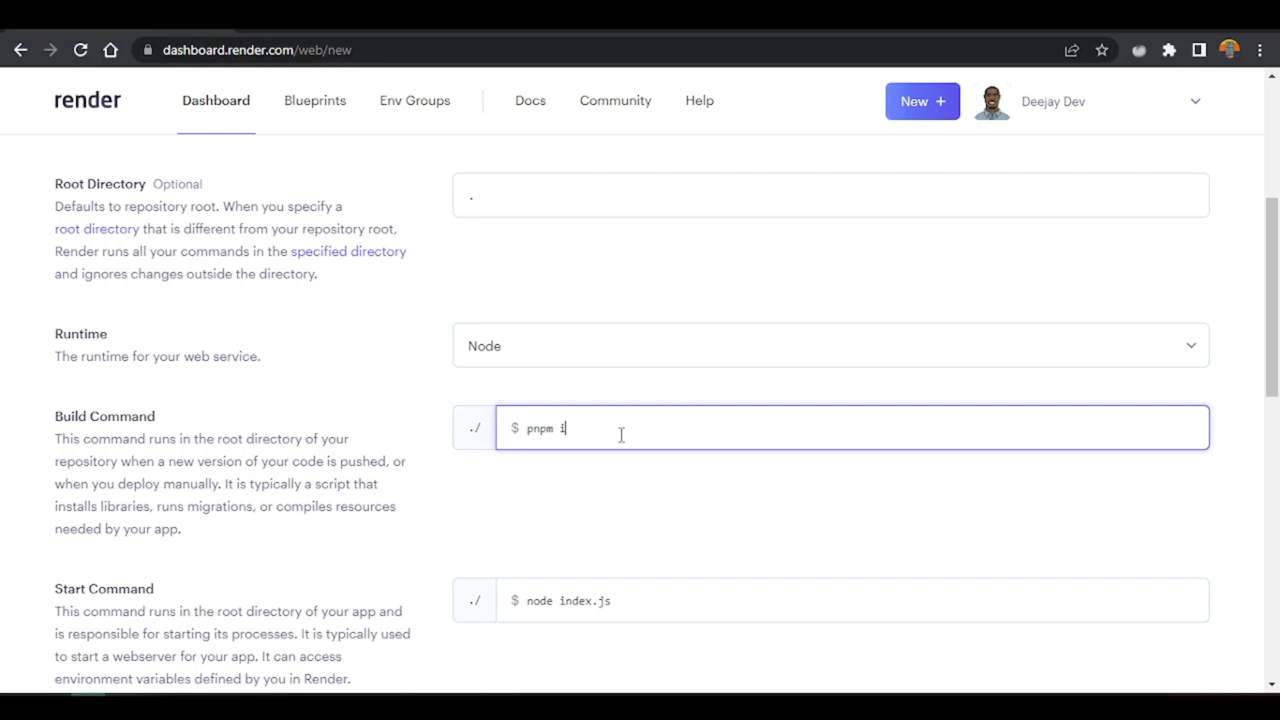 dashboard.render.com/web/new
render Dashboard Blueprints Env Groups Docs Community Help New + Deejay Dev
Root Directory Optional
Defaults to repository root. When you specify a
root directory that is different from your repository root,
Render runs all your commands in the specified directory
and ignores changes outside the directory.
.
Runtime
The runtime for your web service.
Node
Build Command
This command runs in the root directory of your
repository when a new version of your code is pushed, or
when you deploy manually. It is typically a script that
installs libraries, runs migrations, or compiles resources
needed by your app.
./ $ pnpm i
Start Command
This command runs in the root directory of your app and
is responsible for starting its processes. It is typically used
to start a webserver for your app. It can access
environment variables defined by you in Render.
./ $ node index.js